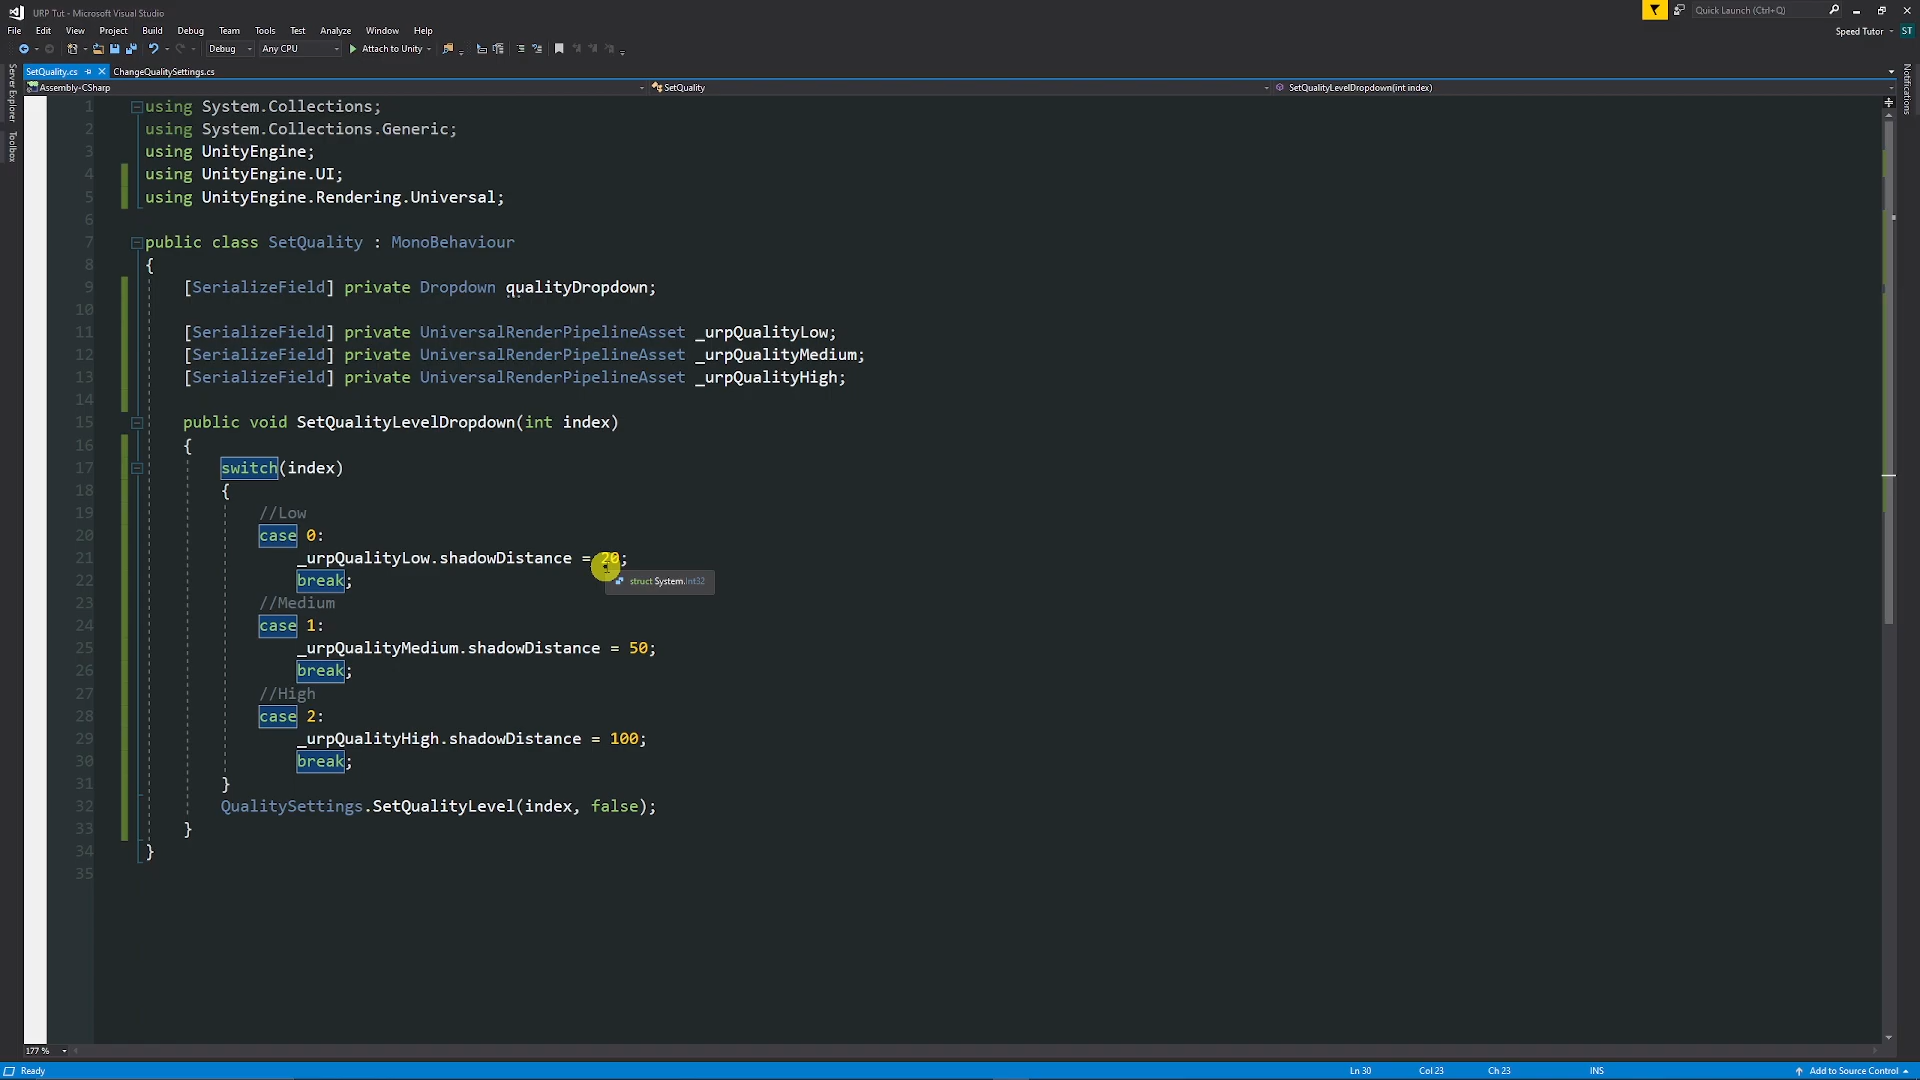 URP Tut - Microsoft Visual Studio
Quick Launch (Ctrl+Q)
File Edit View Project Build Debug Team Tools Test Analyze Window Help
Speed Tutor ST
Debug Any CPU Attach to Unity
SetQuality.cs ChangeQualitySettings.cs
Assembly-CSharp SetQuality SetQualityLevelDropdown(int index)
Server Explorer
Toolbox
Notifications
1 using System.Collections;
2 using System.Collections.Generic;
3 using UnityEngine;
4 using UnityEngine.UI;
5 using UnityEngine.Rendering.Universal;
6
7 public class SetQuality : MonoBehaviour
8 {
9 [SerializeField] private Dropdown qualityDropdown;
10
11 [SerializeField] private UniversalRenderPipelineAsset _urpQualityLow;
12 [SerializeField] private UniversalRenderPipelineAsset _urpQualityMedium;
13 [SerializeField] private UniversalRenderPipelineAsset _urpQualityHigh;
14
15 public void SetQualityLevelDropdown(int index)
16 {
17 switch(index)
18 {
19 //Low
20 case 0:
21 _urpQualityLow.shadowDistance = 20;
22 break;
struct System.Int32
23 //Medium
24 case 1:
25 _urpQualityMedium.shadowDistance = 50;
26 break;
27 //High
28 case 2:
29 _urpQualityHigh.shadowDistance = 100;
30 break;
31 }
32 QualitySettings.SetQualityLevel(index, false);
33 }
34 }
35
177 %
Ready Ln 30 Col 23 Ch 23 INS Add to Source Control